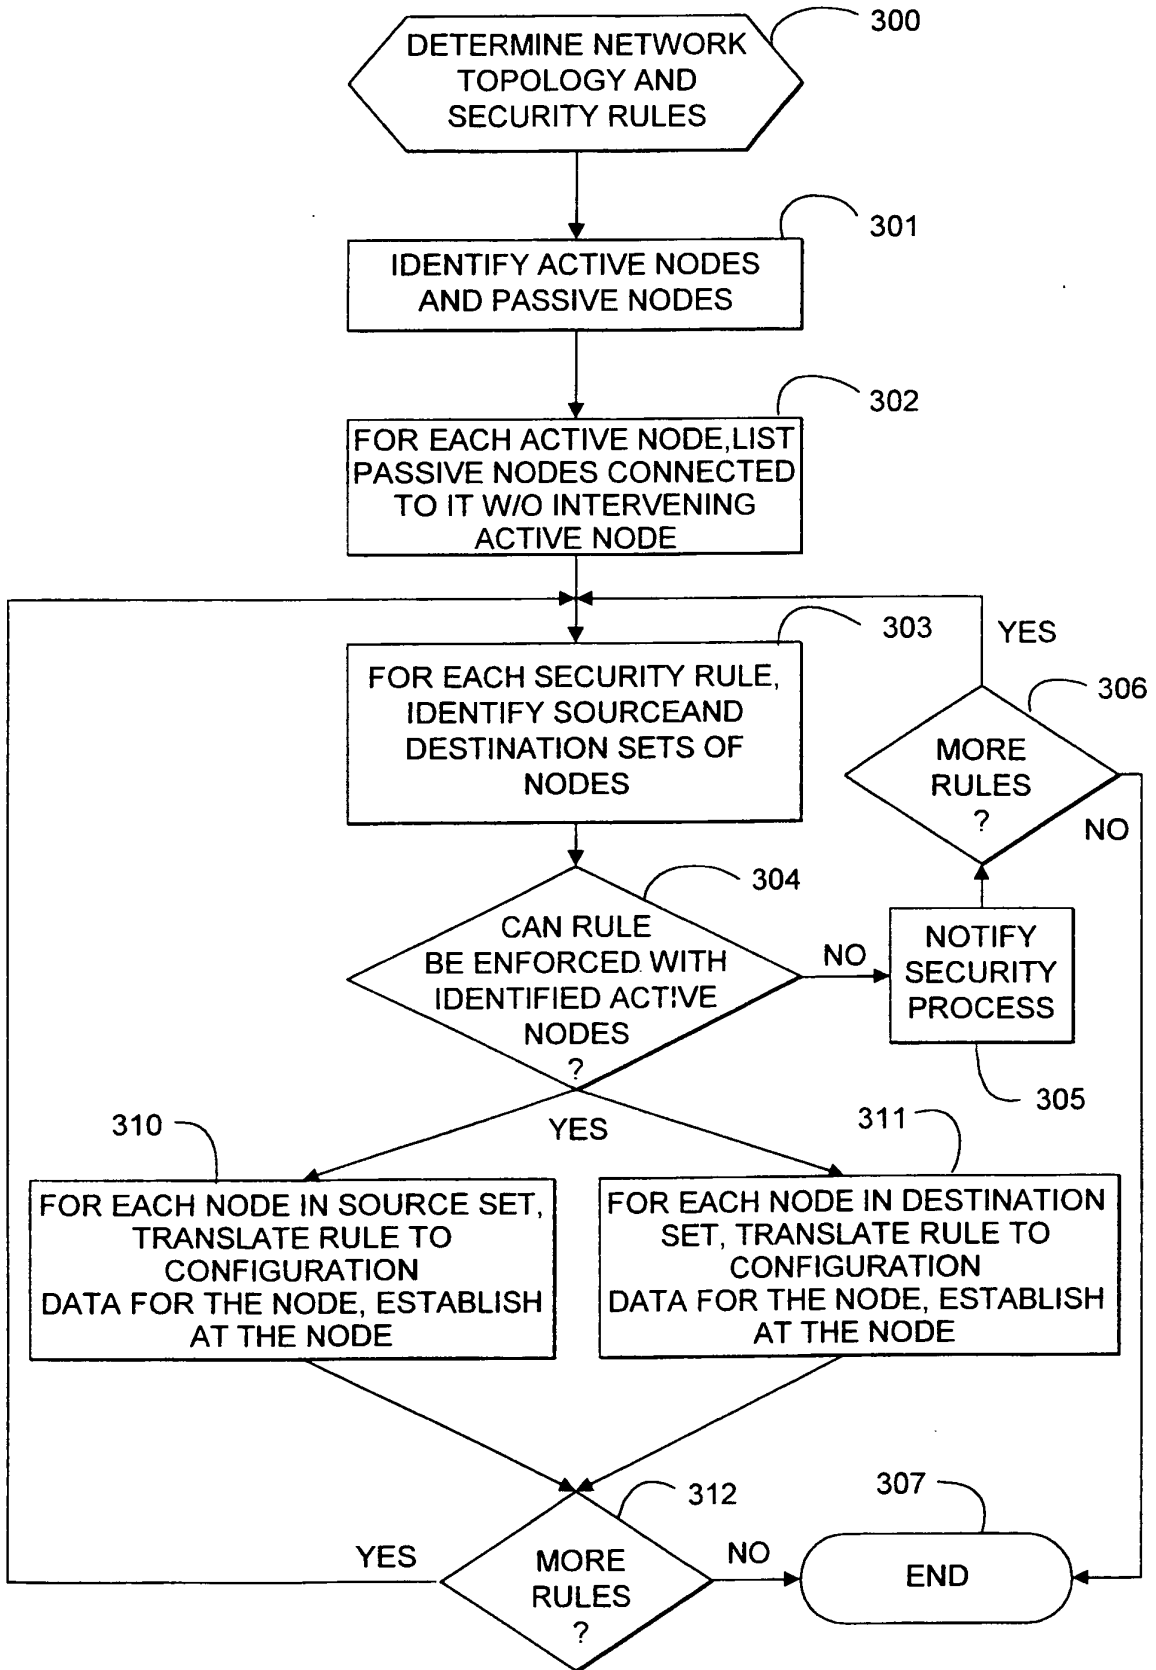 300
DETERMINE NETWORK
TOPOLOGY AND
SECURITY RULES
301
IDENTIFY ACTIVE NODES
AND PASSIVE NODES
302
FOR EACH ACTIVE NODE,LIST
PASSIVE NODES CONNECTED
TO IT W/O INTERVENING
ACTIVE NODE
303
FOR EACH SECURITY RULE,
IDENTIFY SOURCEAND
DESTINATION SETS OF
NODES
YES
306
MORE
RULES
?
NO
304
CAN RULE
BE ENFORCED WITH
IDENTIFIED ACTIVE
NODES
?
NO
NOTIFY
SECURITY
PROCESS
305
YES
310
FOR EACH NODE IN SOURCE SET,
TRANSLATE RULE TO
CONFIGURATION
DATA FOR THE NODE, ESTABLISH
AT THE NODE
311
FOR EACH NODE IN DESTINATION
SET, TRANSLATE RULE TO
CONFIGURATION
DATA FOR THE NODE, ESTABLISH
AT THE NODE
312
YES
MORE
RULES
?
NO
307
END